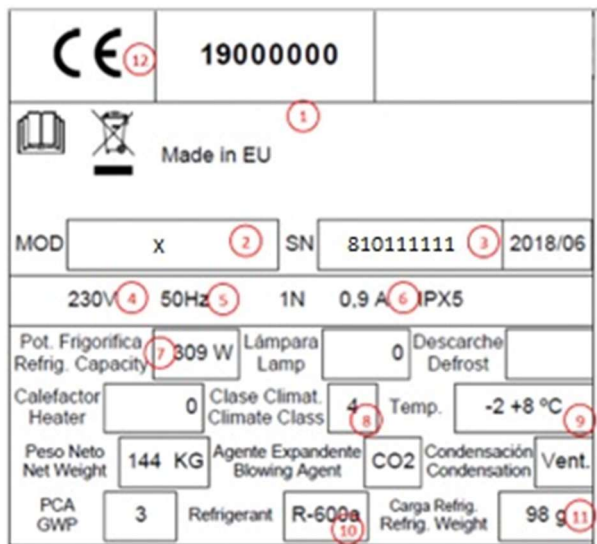 CE 12 19000000
1
Made in EU
MOD X 2 SN 810111111 3 2018/06
230V 4 50Hz 5 1N 0,9 A 6 IPX5
Pot. Frigorifica Lámpara Descarche
Refrig. Capacity 7 309 W Lamp 0 Defrost
Calefactor Clase Climat.
Heater 0 Climate Class 4 8 Temp. -2 +8 ºC 9
Peso Neto Agente Expandente Condensación
Net Weight 144 KG Blowing Agent CO2 Condensation Vent.
PCA Carga Refrig.
GWP 3 Refrigerant R-600a 10 Refrig. Weight 98 g 11